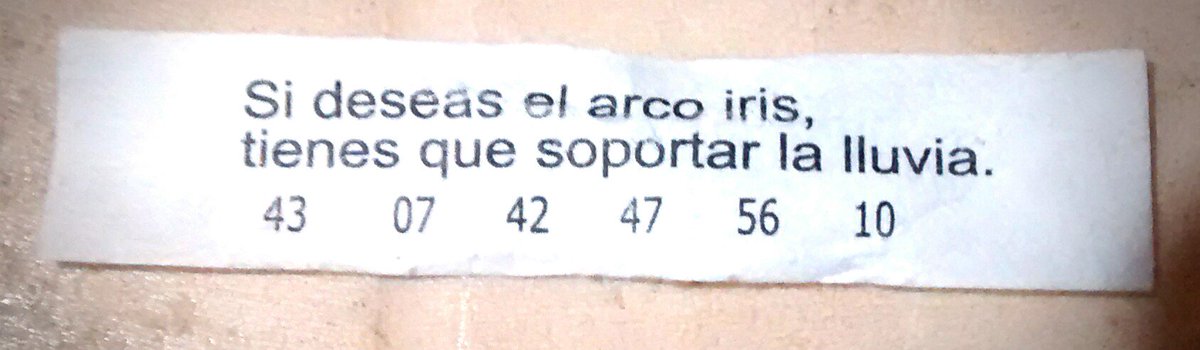 Si deseas el arco iris,
tienes que soportar la lluvia.
43 07 42 47 56 10